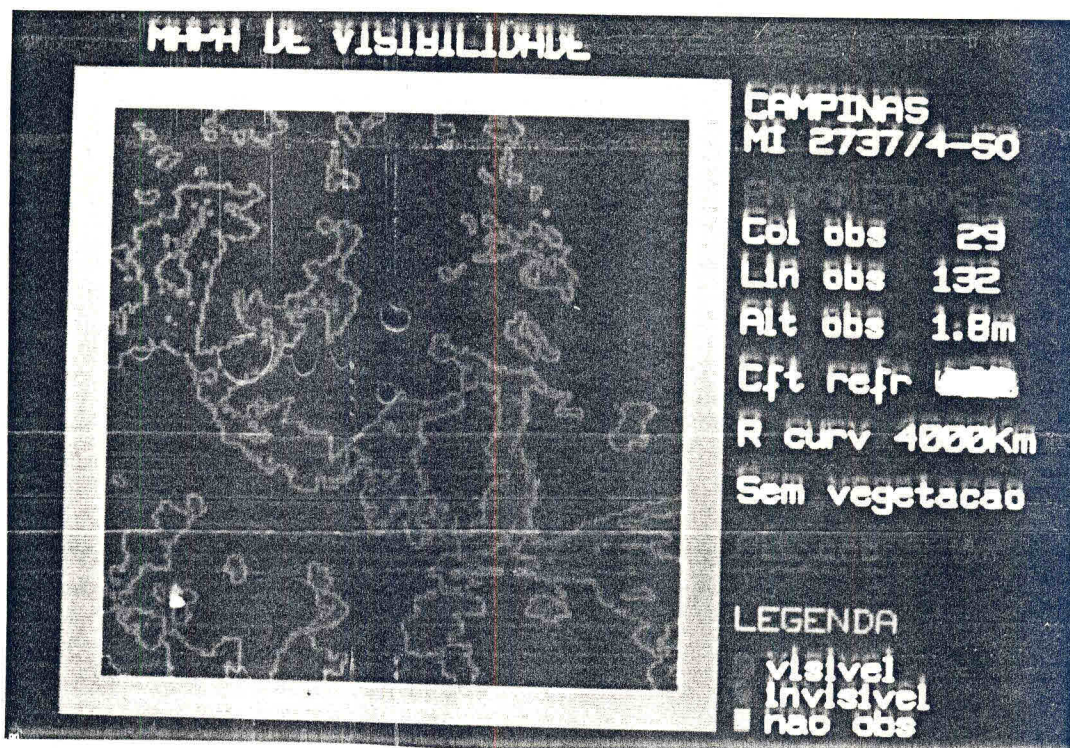 MAPA DE VISIBILIDADE
CAMPINAS
MI 2737/4-50
Col obs 29
Lin obs 132
Alt obs 1.8m
Cft refr
R curv 4000Km
Sem vegetacao
LEGENDA
visivel
invisivel
nao obs